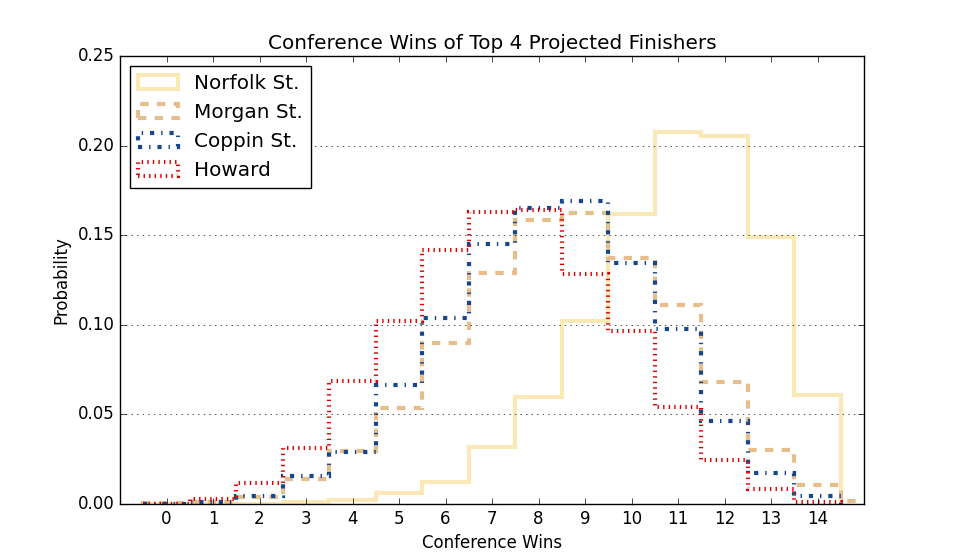 Conference Wins of Top 4 Projected Finishers
0.25
0.20
0.15
0.10
0.05
0.00
Probability
Norfolk St.
Morgan St.
Coppin St.
Howard
0 1 2 3 4 5 6 7 8 9 10 11 12 13 14
Conference Wins